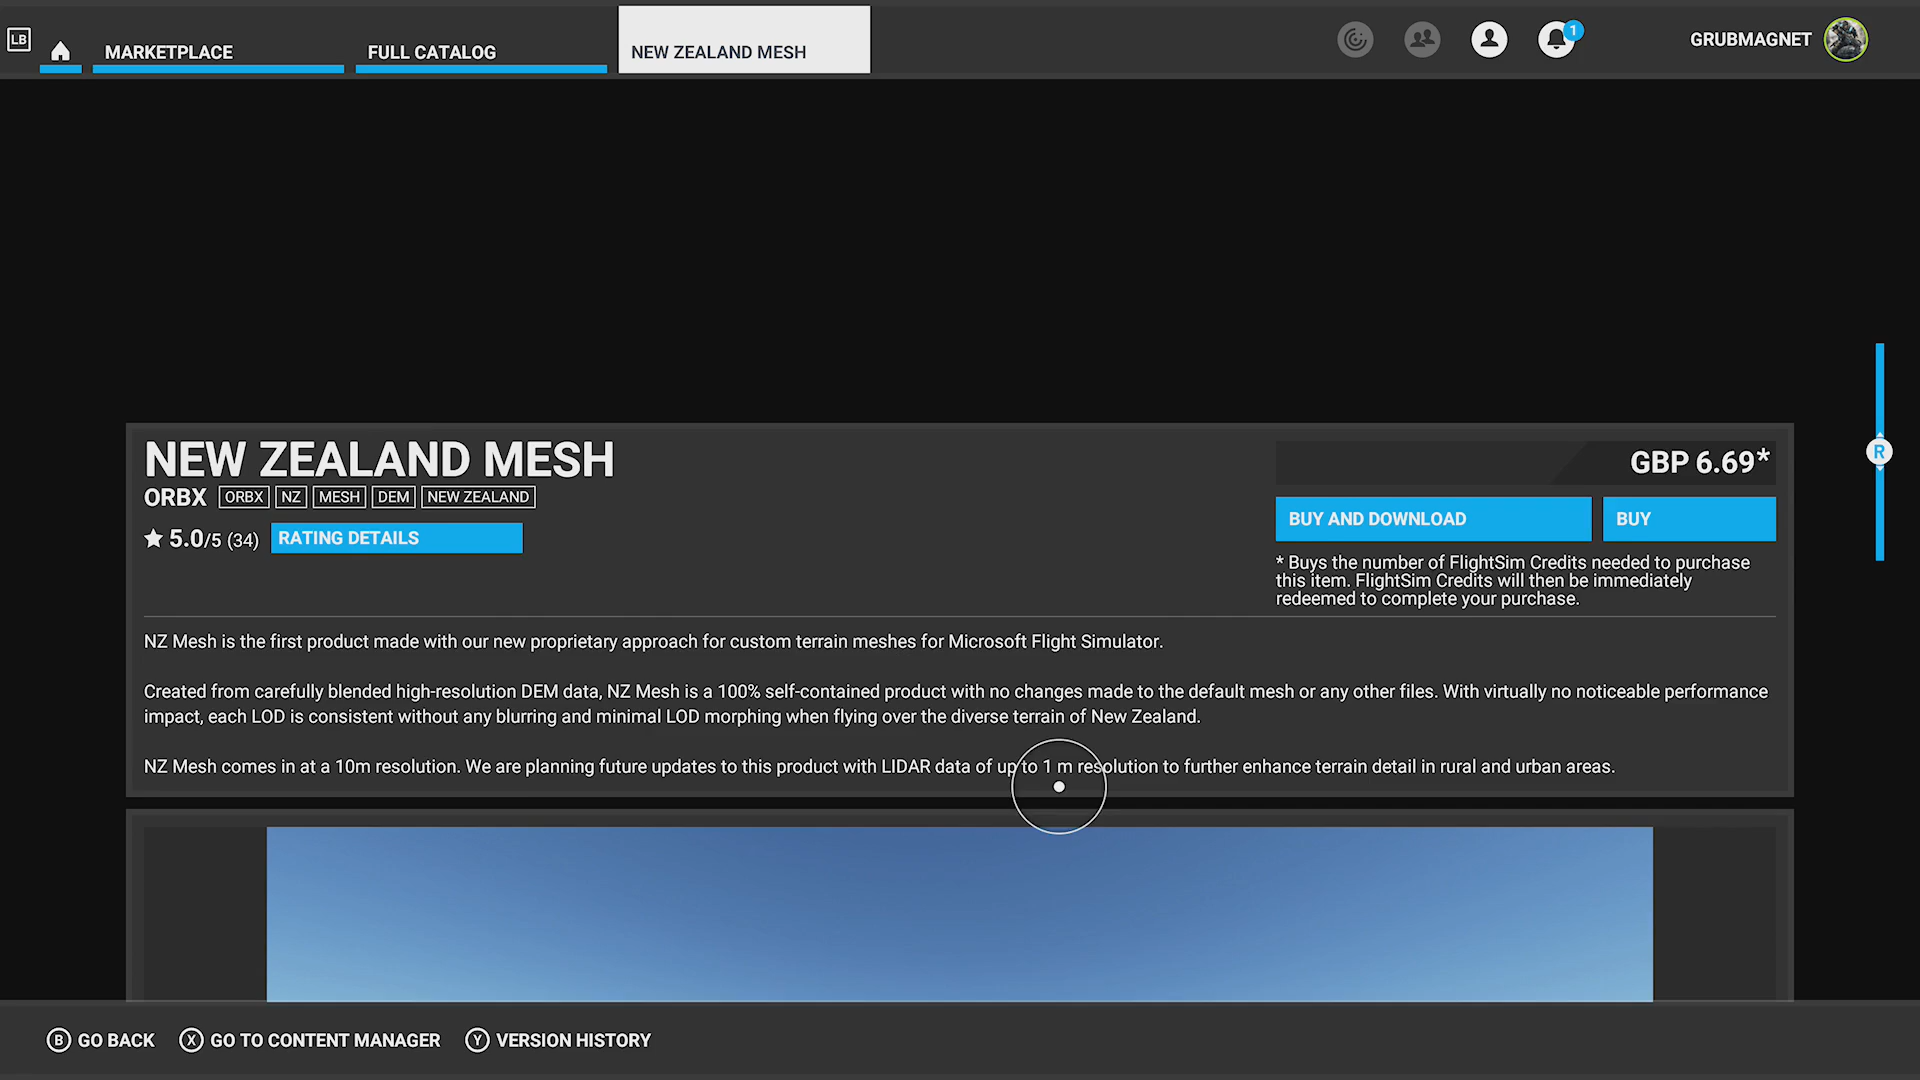 LB
MARKETPLACE
FULL CATALOG
NEW ZEALAND MESH
1
GRUBMAGNET
R
NEW ZEALAND MESH
GBP 6.69*
ORBX ORBX NZ MESH DEM NEW ZEALAND
5.0/5 (34) RATING DETAILS
BUY AND DOWNLOAD
BUY
* Buys the number of FlightSim Credits needed to purchase
this item. FlightSim Credits will then be immediately
redeemed to complete your purchase.
NZ Mesh is the first product made with our new proprietary approach for custom terrain meshes for Microsoft Flight Simulator.
Created from carefully blended high-resolution DEM data, NZ Mesh is a 100% self-contained product with no changes made to the default mesh or any other files. With virtually no noticeable performance
impact, each LOD is consistent without any blurring and minimal LOD morphing when flying over the diverse terrain of New Zealand.
NZ Mesh comes in at a 10m resolution. We are planning future updates to this product with LIDAR data of up to 1 m resolution to further enhance terrain detail in rural and urban areas.
B GO BACK
X GO TO CONTENT MANAGER
Y VERSION HISTORY